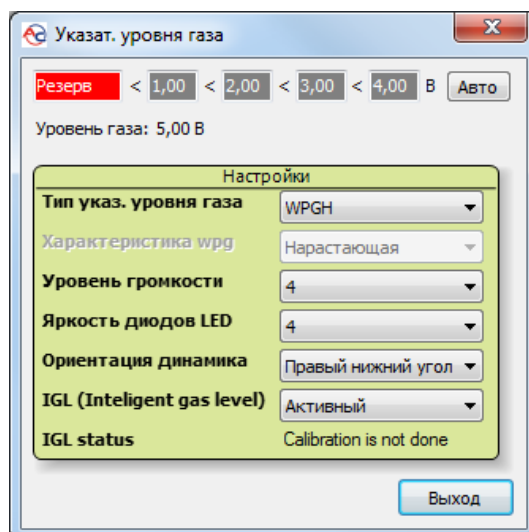 Указат. уровня газа
Резерв < 1,00 < 2,00 < 3,00 < 4,00 В Авто
Уровень газа: 5,00 В
Настройки
Тип указ. уровня газа WPGH
Характеристика wpg Нарастающая
Уровень громкости 4
Яркость диодов LED 4
Ориентация динамика Правый нижний угол
IGL (Inteligent gas level) Активный
IGL status Calibration is not done
Выход